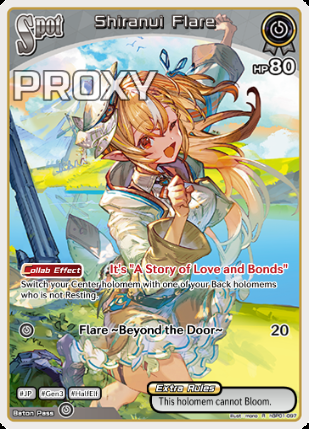 Spot
Shiranui Flare
HP80
PROXY
Collab Effect
It's "A Story of Love and Bonds"
Switch your Center holomem with one of your Back holomems
who is not Resting.
Flare ~Beyond the Door~
20
#JP
#Gen3
#HalfElf
Extra Rules
This holomem cannot Bloom.
Baton Pass